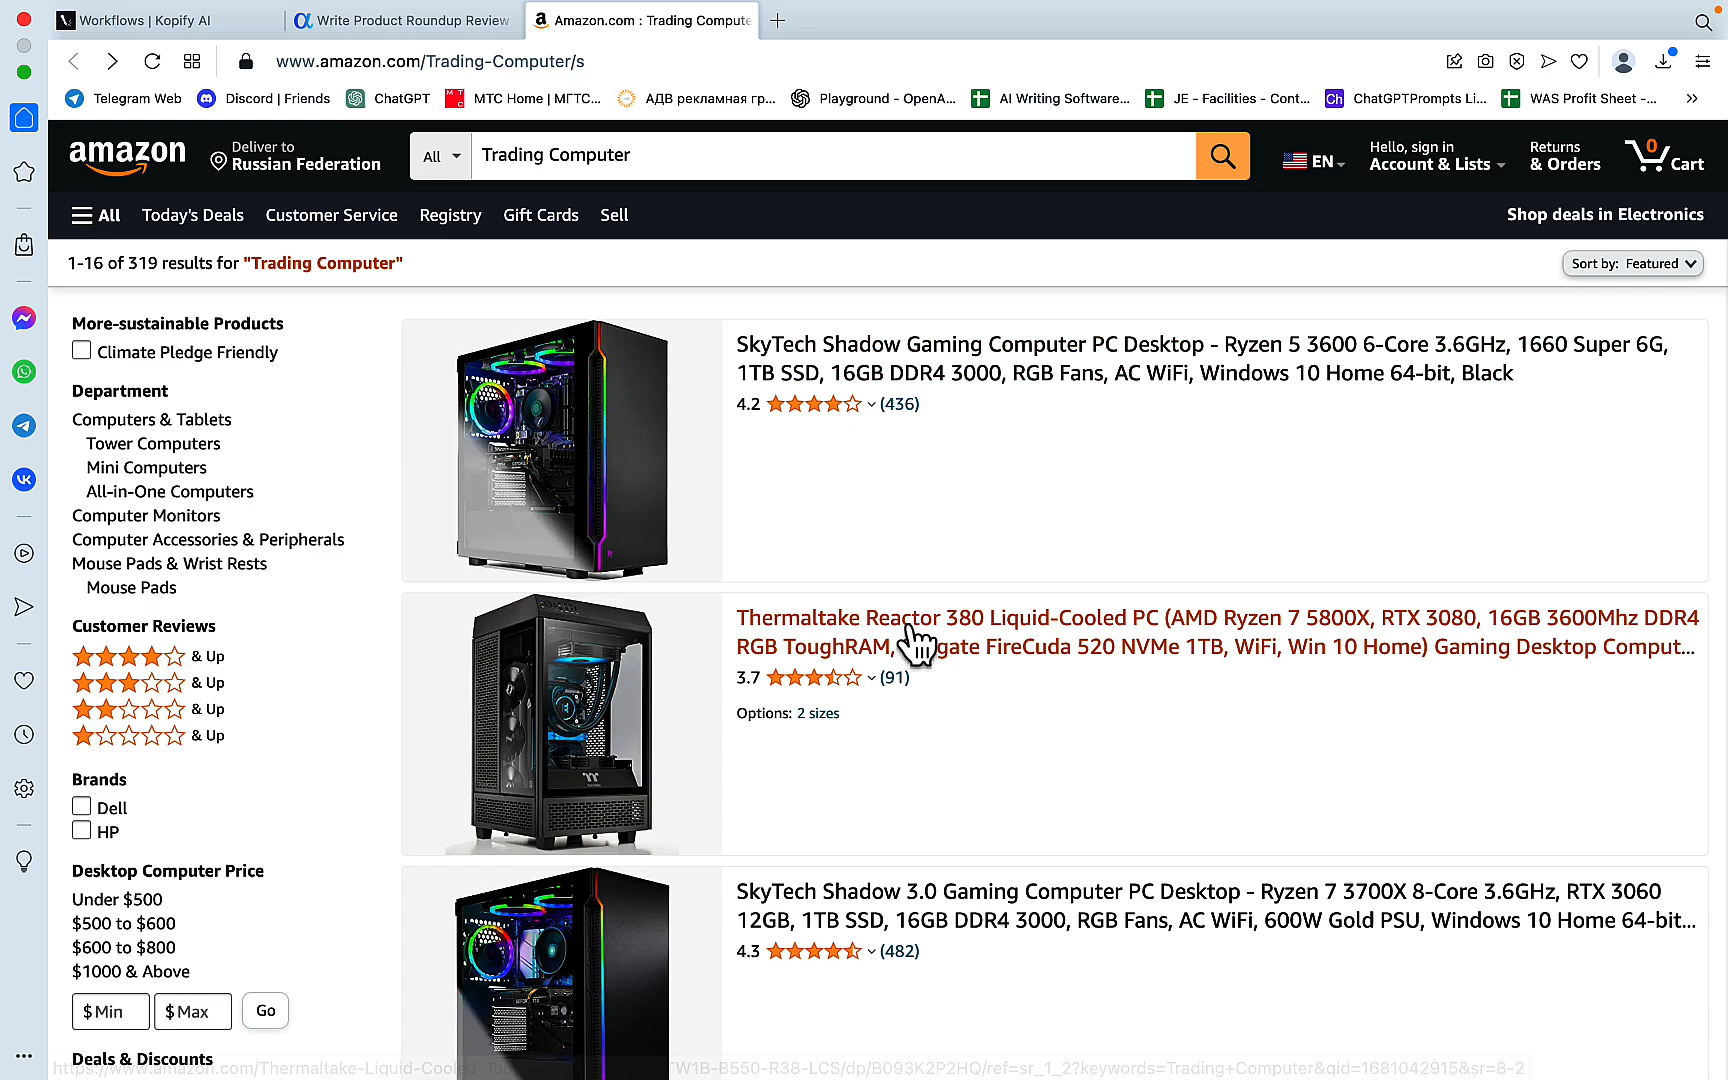 Workflows | Kopify AI
Write Product Roundup Review
Amazon.com : Trading Compute
www.amazon.com/Trading-Computer/s
Telegram Web
Discord | Friends
ChatGPT
МТС Home | МГТС...
АДВ рекламная гр...
Playground - OpenA...
AI Writing Software...
JE - Facilities - Cont...
Ch ChatGPTPrompts Li...
WAS Profit Sheet -...
amazon
Deliver to
Russian Federation
All
Trading Computer
EN
Hello, sign in
Account & Lists
Returns
& Orders
0
Cart
All
Today's Deals
Customer Service
Registry
Gift Cards
Sell
Shop deals in Electronics
1-16 of 319 results for "Trading Computer"
Sort by: Featured
More-sustainable Products
Climate Pledge Friendly
Department
Computers & Tablets
Tower Computers
Mini Computers
All-in-One Computers
Computer Monitors
Computer Accessories & Peripherals
Mouse Pads & Wrist Rests
Mouse Pads
Customer Reviews
& Up
& Up
& Up
& Up
Brands
Dell
HP
Desktop Computer Price
Under $500
$500 to $600
$600 to $800
$1000 & Above
$ Min
$ Max
Go
Deals & Discounts
SkyTech Shadow Gaming Computer PC Desktop - Ryzen 5 3600 6-Core 3.6GHz, 1660 Super 6G,
1TB SSD, 16GB DDR4 3000, RGB Fans, AC WiFi, Windows 10 Home 64-bit, Black
4.2 (436)
Thermaltake Reactor 380 Liquid-Cooled PC (AMD Ryzen 7 5800X, RTX 3080, 16GB 3600Mhz DDR4
RGB ToughRAM, gate FireCuda 520 NVMe 1TB, WiFi, Win 10 Home) Gaming Desktop Comput...
3.7 (91)
Options: 2 sizes
SkyTech Shadow 3.0 Gaming Computer PC Desktop - Ryzen 7 3700X 8-Core 3.6GHz, RTX 3060
12GB, 1TB SSD, 16GB DDR4 3000, RGB Fans, AC WiFi, 600W Gold PSU, Windows 10 Home 64-bit...
4.3 (482)
https://www.amazon.com/Thermaltake-Liquid-Cooled-To TW1B-B550-R38-LCS/dp/B093K2P2HQ/ref=sr_1_2?keywords=Trading+Computer&qid=1681042915&sr=8-2